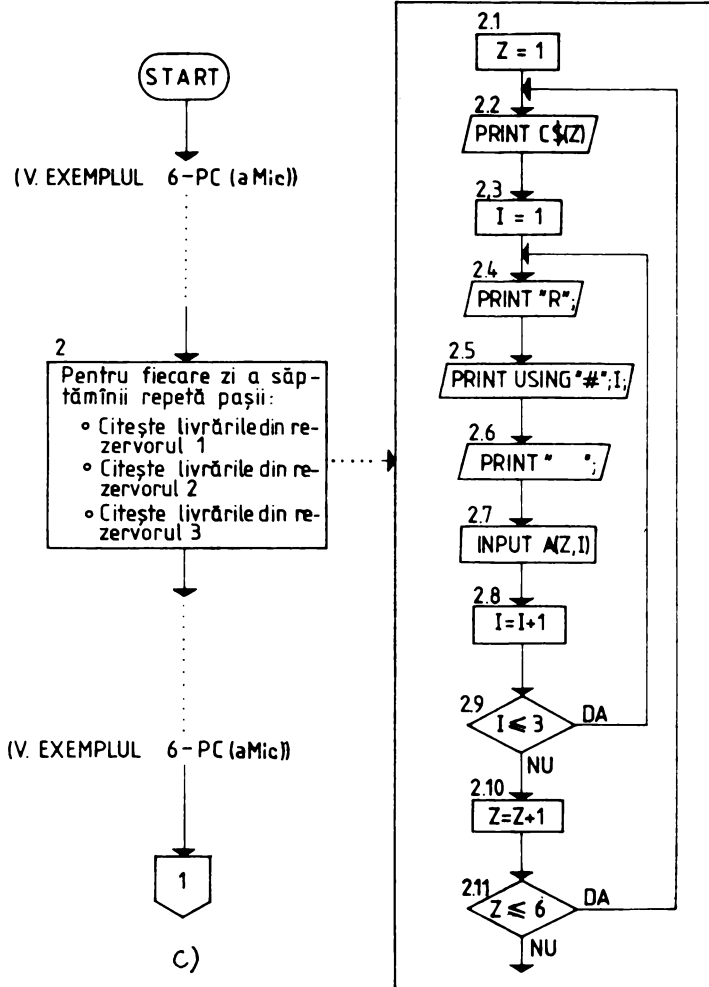 START
(V. EXEMPLUL 6-PC (aMic))
2
Pentru fiecare zi a săp-
tămînii repetă pașii:
∘ Citește livrările din re-
zervorul 1
∘ Citește livrările din re-
zervorul 2
∘ Citește livrările din re-
zervorul 3
(V. EXEMPLUL 6-PC (aMic))
1
C)
2.1
Z = 1
2.2
PRINT C$(Z)
2,3
I = 1
2.4
PRINT "R";
2.5
PRINT USING "#";I;
2.6
PRINT " ";
2.7
INPUT A(Z,I)
2.8
I=I+1
2.9
I ≤ 3
DA
NU
2.10
Z=Z+1
2.11
Z ≤ 6
DA
NU